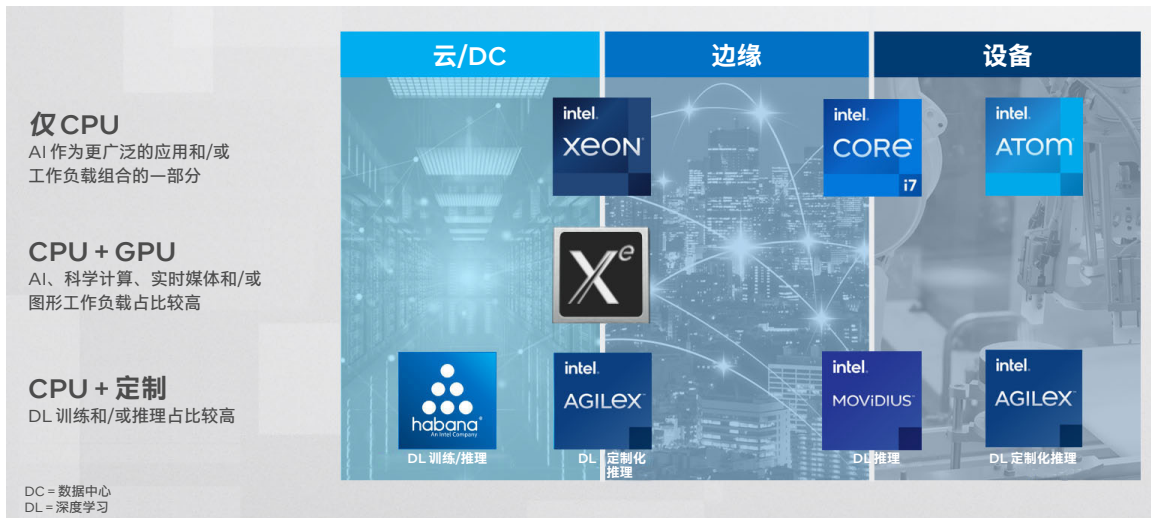 云/DC
边缘
设备
仅 CPU
AI 作为更广泛的应用和/或
工作负载组合的一部分
intel.
XEON
intel.
CORE
i7
intel.
ATOM
CPU + GPU
AI、科学计算、实时媒体和/或
图形工作负载占比较高
Xe
CPU + 定制
DL 训练和/或推理占比较高
habana
An Intel Company
DL 训练/推理
intel.
AGILEX
DL 定制化
推理
intel.
MOVIDIUS
DL 推理
intel.
AGILEX
DL 定制化推理
DC = 数据中心
DL = 深度学习